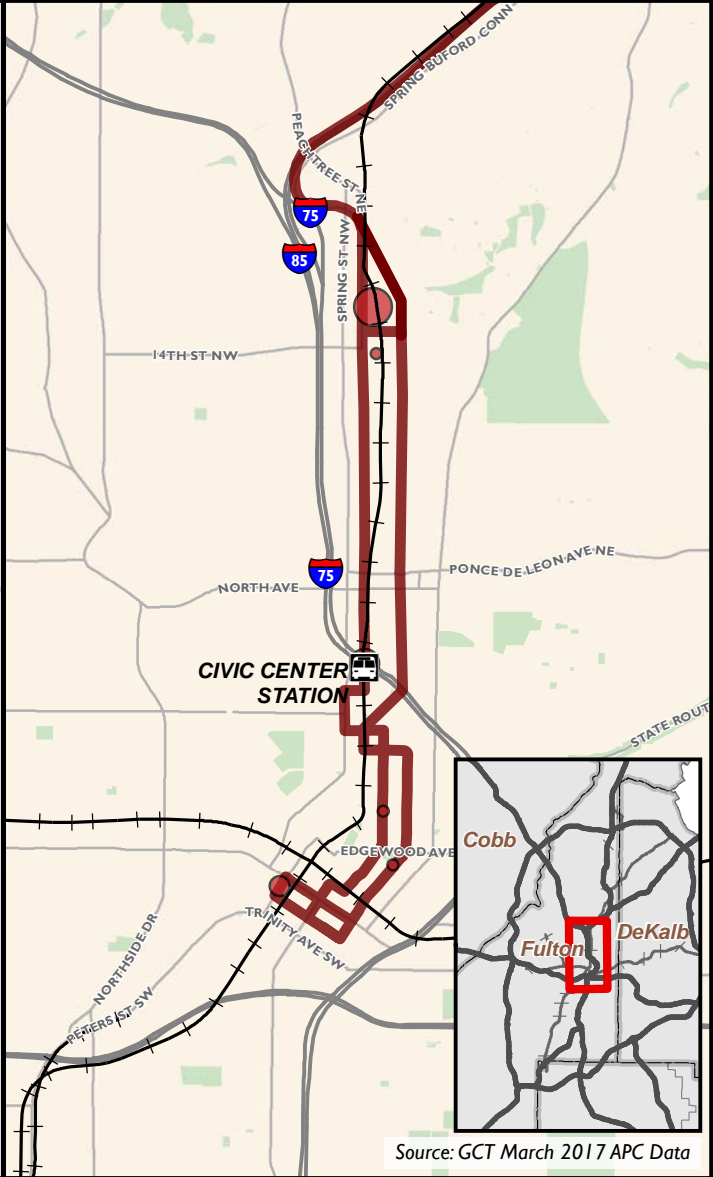 SPRING-BUFORD CONN
PEACHTREE ST NE
75
SPRING ST NW
85
14TH ST NW
75
PONCE DE LEON AVE NE
NORTH AVE
CIVIC CENTER
STATION
STATE ROUT
Cobb
EDGEWOOD AVE
DeKalb
Fulton
TRINITY AVE SW
NORTHSIDE DR
PETERS ST SW
Source: GCT March 2017 APC Data